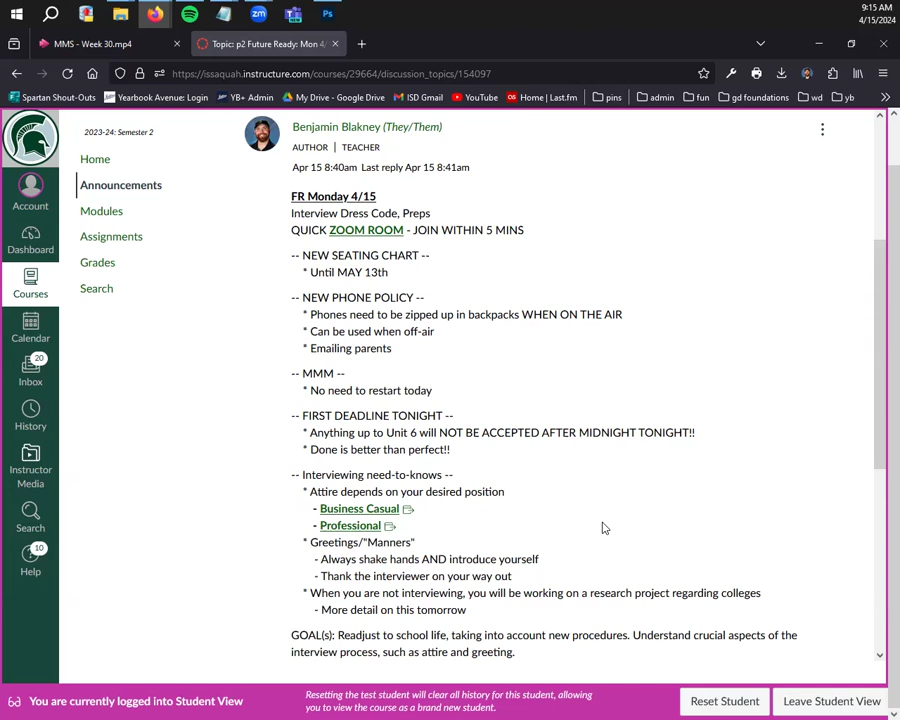 9:15 AM
4/15/2024
zm
Ps
MMS - Week 30.mp4
Topic: p2 Future Ready: Mon 4/
https://issaquah.instructure.com/courses/29664/discussion_topics/154097
Spartan Shout-Outs
Yearbook Avenue: Login
YB+ Admin
My Drive - Google Drive
ISD Gmail
YouTube
Home | Last.fm
pins
admin
fun
gd foundations
wd
yb
2023-24: Semester 2
Home
Announcements
Modules
Assignments
Grades
Search
Account
Dashboard
Courses
Calendar
20
Inbox
History
Instructor
Media
Search
10
Help
Benjamin Blakney (They/Them)
AUTHOR | TEACHER
Apr 15 8:40am Last reply Apr 15 8:41am
FR Monday 4/15
Interview Dress Code, Preps
QUICK ZOOM ROOM - JOIN WITHIN 5 MINS
-- NEW SEATING CHART --
* Until MAY 13th
-- NEW PHONE POLICY --
* Phones need to be zipped up in backpacks WHEN ON THE AIR
* Can be used when off-air
* Emailing parents
-- MMM --
* No need to restart today
-- FIRST DEADLINE TONIGHT --
* Anything up to Unit 6 will NOT BE ACCEPTED AFTER MIDNIGHT TONIGHT!!
* Done is better than perfect!!
-- Interviewing need-to-knows --
* Attire depends on your desired position
- Business Casual
- Professional
* Greetings/"Manners"
- Always shake hands AND introduce yourself
- Thank the interviewer on your way out
* When you are not interviewing, you will be working on a research project regarding colleges
- More detail on this tomorrow
GOAL(s): Readjust to school life, taking into account new procedures. Understand crucial aspects of the
interview process, such as attire and greeting.
You are currently logged into Student View
Resetting the test student will clear all history for this student, allowing
you to view the course as a brand new student.
Reset Student
Leave Student View